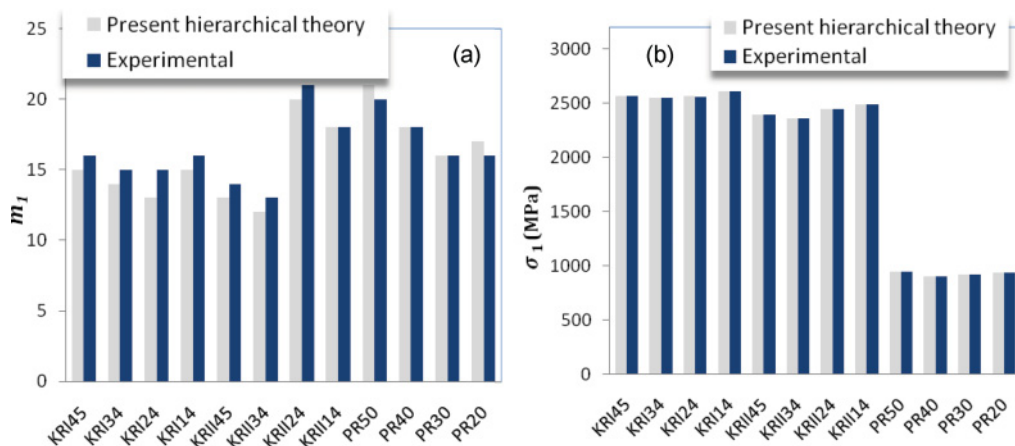 Present hierarchical theory
Experimental
(a)
25
20
15
10
5
0
m1
KRI45
KRI34
KRI24
KRI14
KRII45
KRII34
KRII24
KRII14
PR50
PR40
PR30
PR20
Present hierarchical theory
Experimental
(b)
3000
2500
2000
1500
1000
500
0
σ1 (MPa)
KRI45
KRI34
KRI24
KRI14
KRII45
KRII34
KRII24
KRII14
PR50
PR40
PR30
PR20